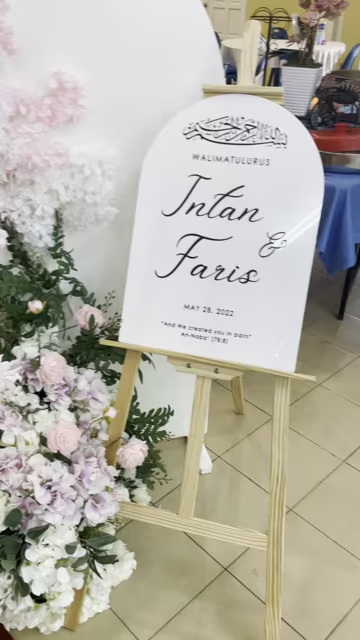 بسم الله الرحمن الرحيم
WALIMATULURUS
Intan
&
Faris
MAY 28, 2022
"And We created you in pairs"
An-Naba' [78:8]